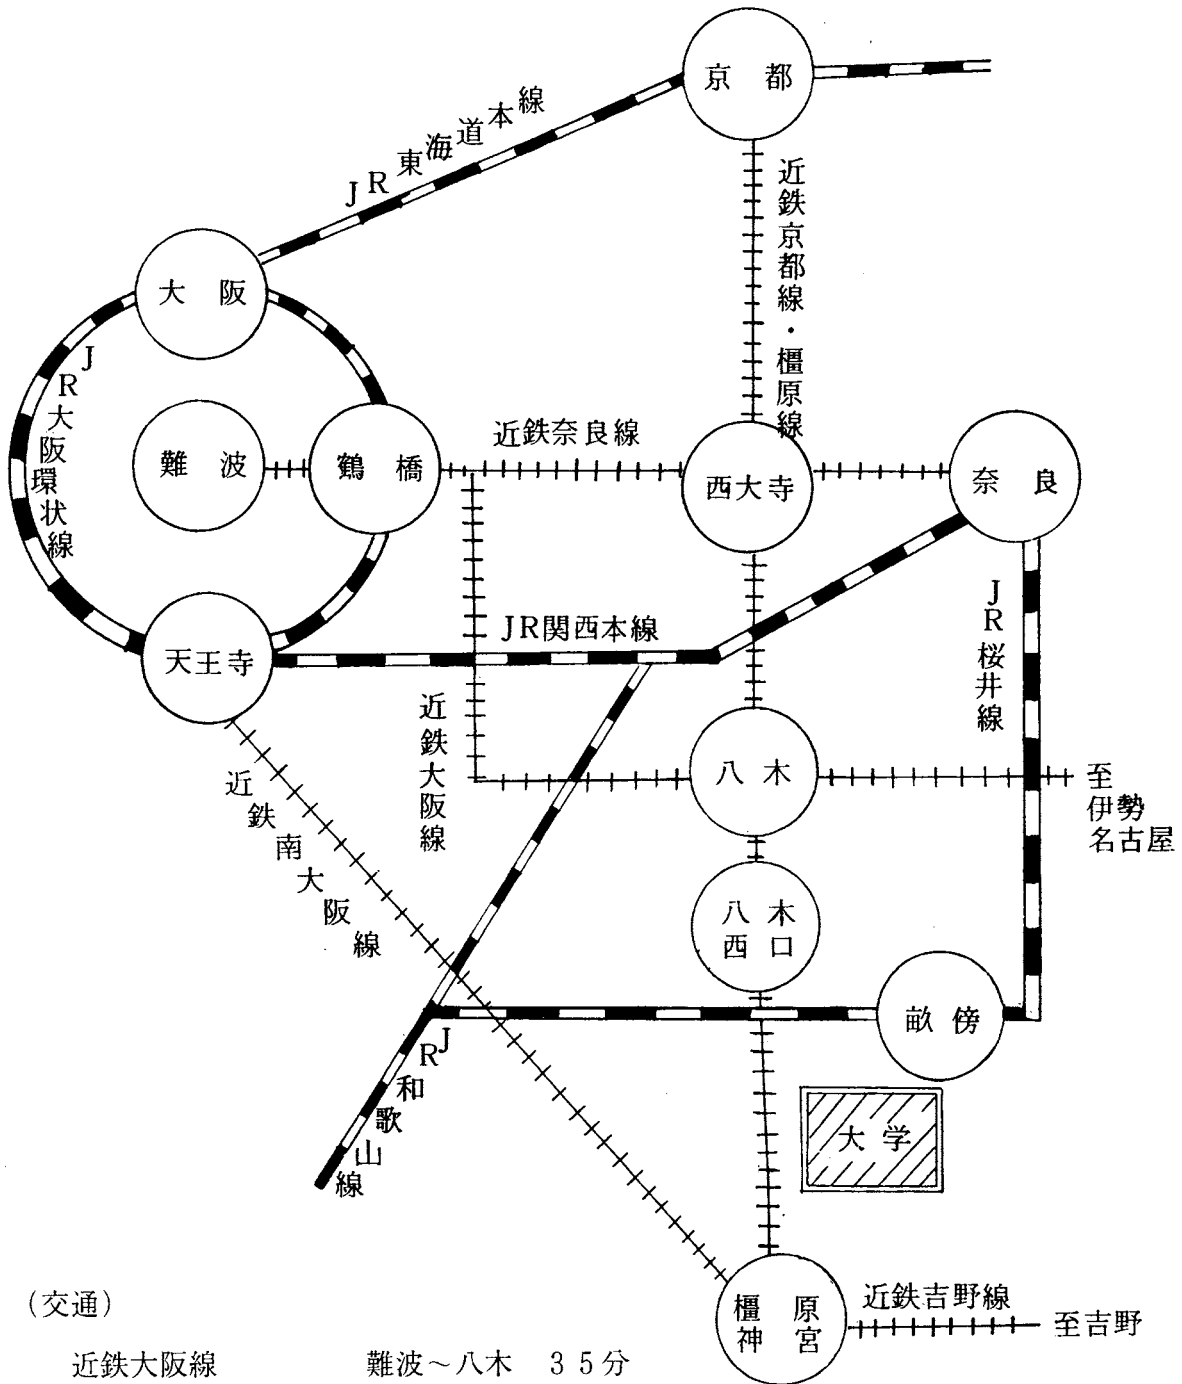 京都
JR東海道本線
近鉄京都線・橿原線
大阪
JR大阪環状線
難波
鶴橋
近鉄奈良線
西大寺
奈良
天王寺
JR関西本線
JR桜井線
近鉄大阪線
八木
至
伊勢
名古屋
近鉄南大阪線
八木
西口
畝傍
JR和歌山線
大学
橿原
神宮
近鉄吉野線
至吉野
(交通)
近鉄大阪線 難波~八木 35分